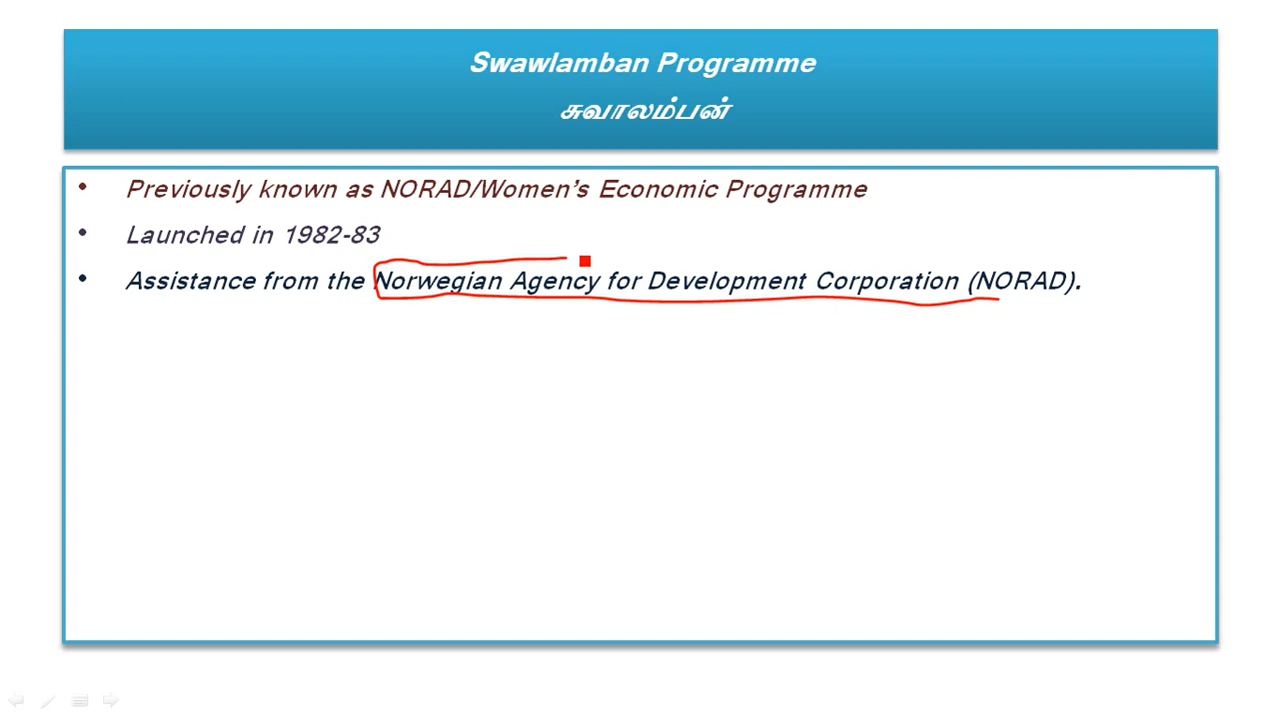 Swawlamban Programme
சுவாலம்பன்
• Previously known as NORAD/Women's Economic Programme
• Launched in 1982-83
• Assistance from the Norwegian Agency for Development Corporation (NORAD).